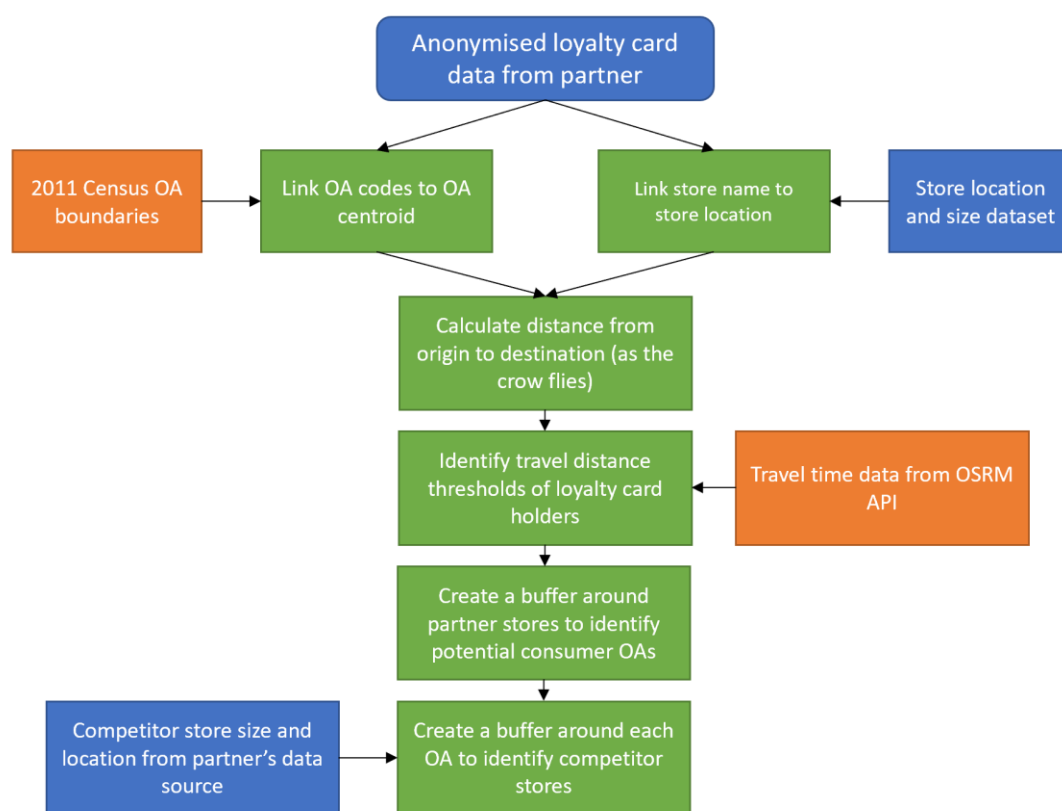 Anonymised loyalty card
data from partner
2011 Census OA
boundaries
Link OA codes to OA
centroid
Link store name to
store location
Store location
and size dataset
Calculate distance from
origin to destination (as the
crow flies)
Identify travel distance
thresholds of loyalty card
holders
Travel time data from OSRM
API
Create a buffer around
partner stores to identify
potential consumer OAs
Competitor store size and
location from partner’s data
source
Create a buffer around each
OA to identify competitor
stores